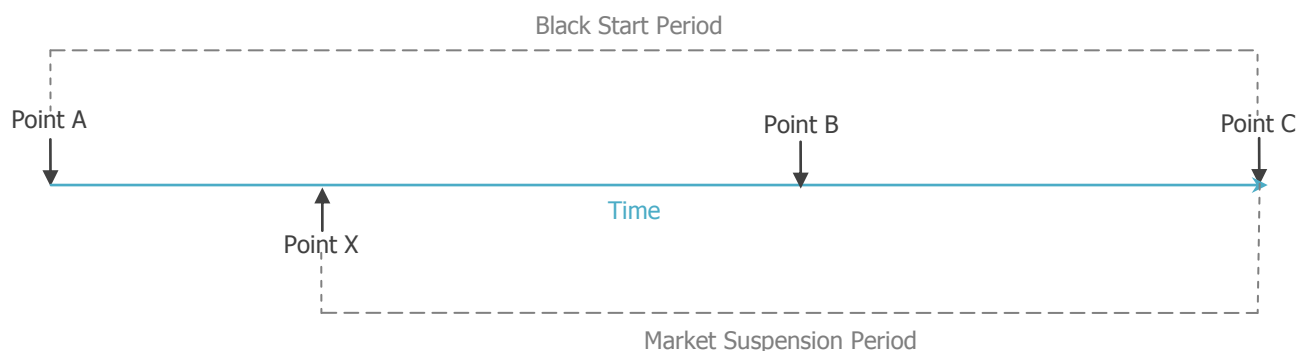 Black Start Period
Point A
Point B
Point C
Time
Point X
Market Suspension Period